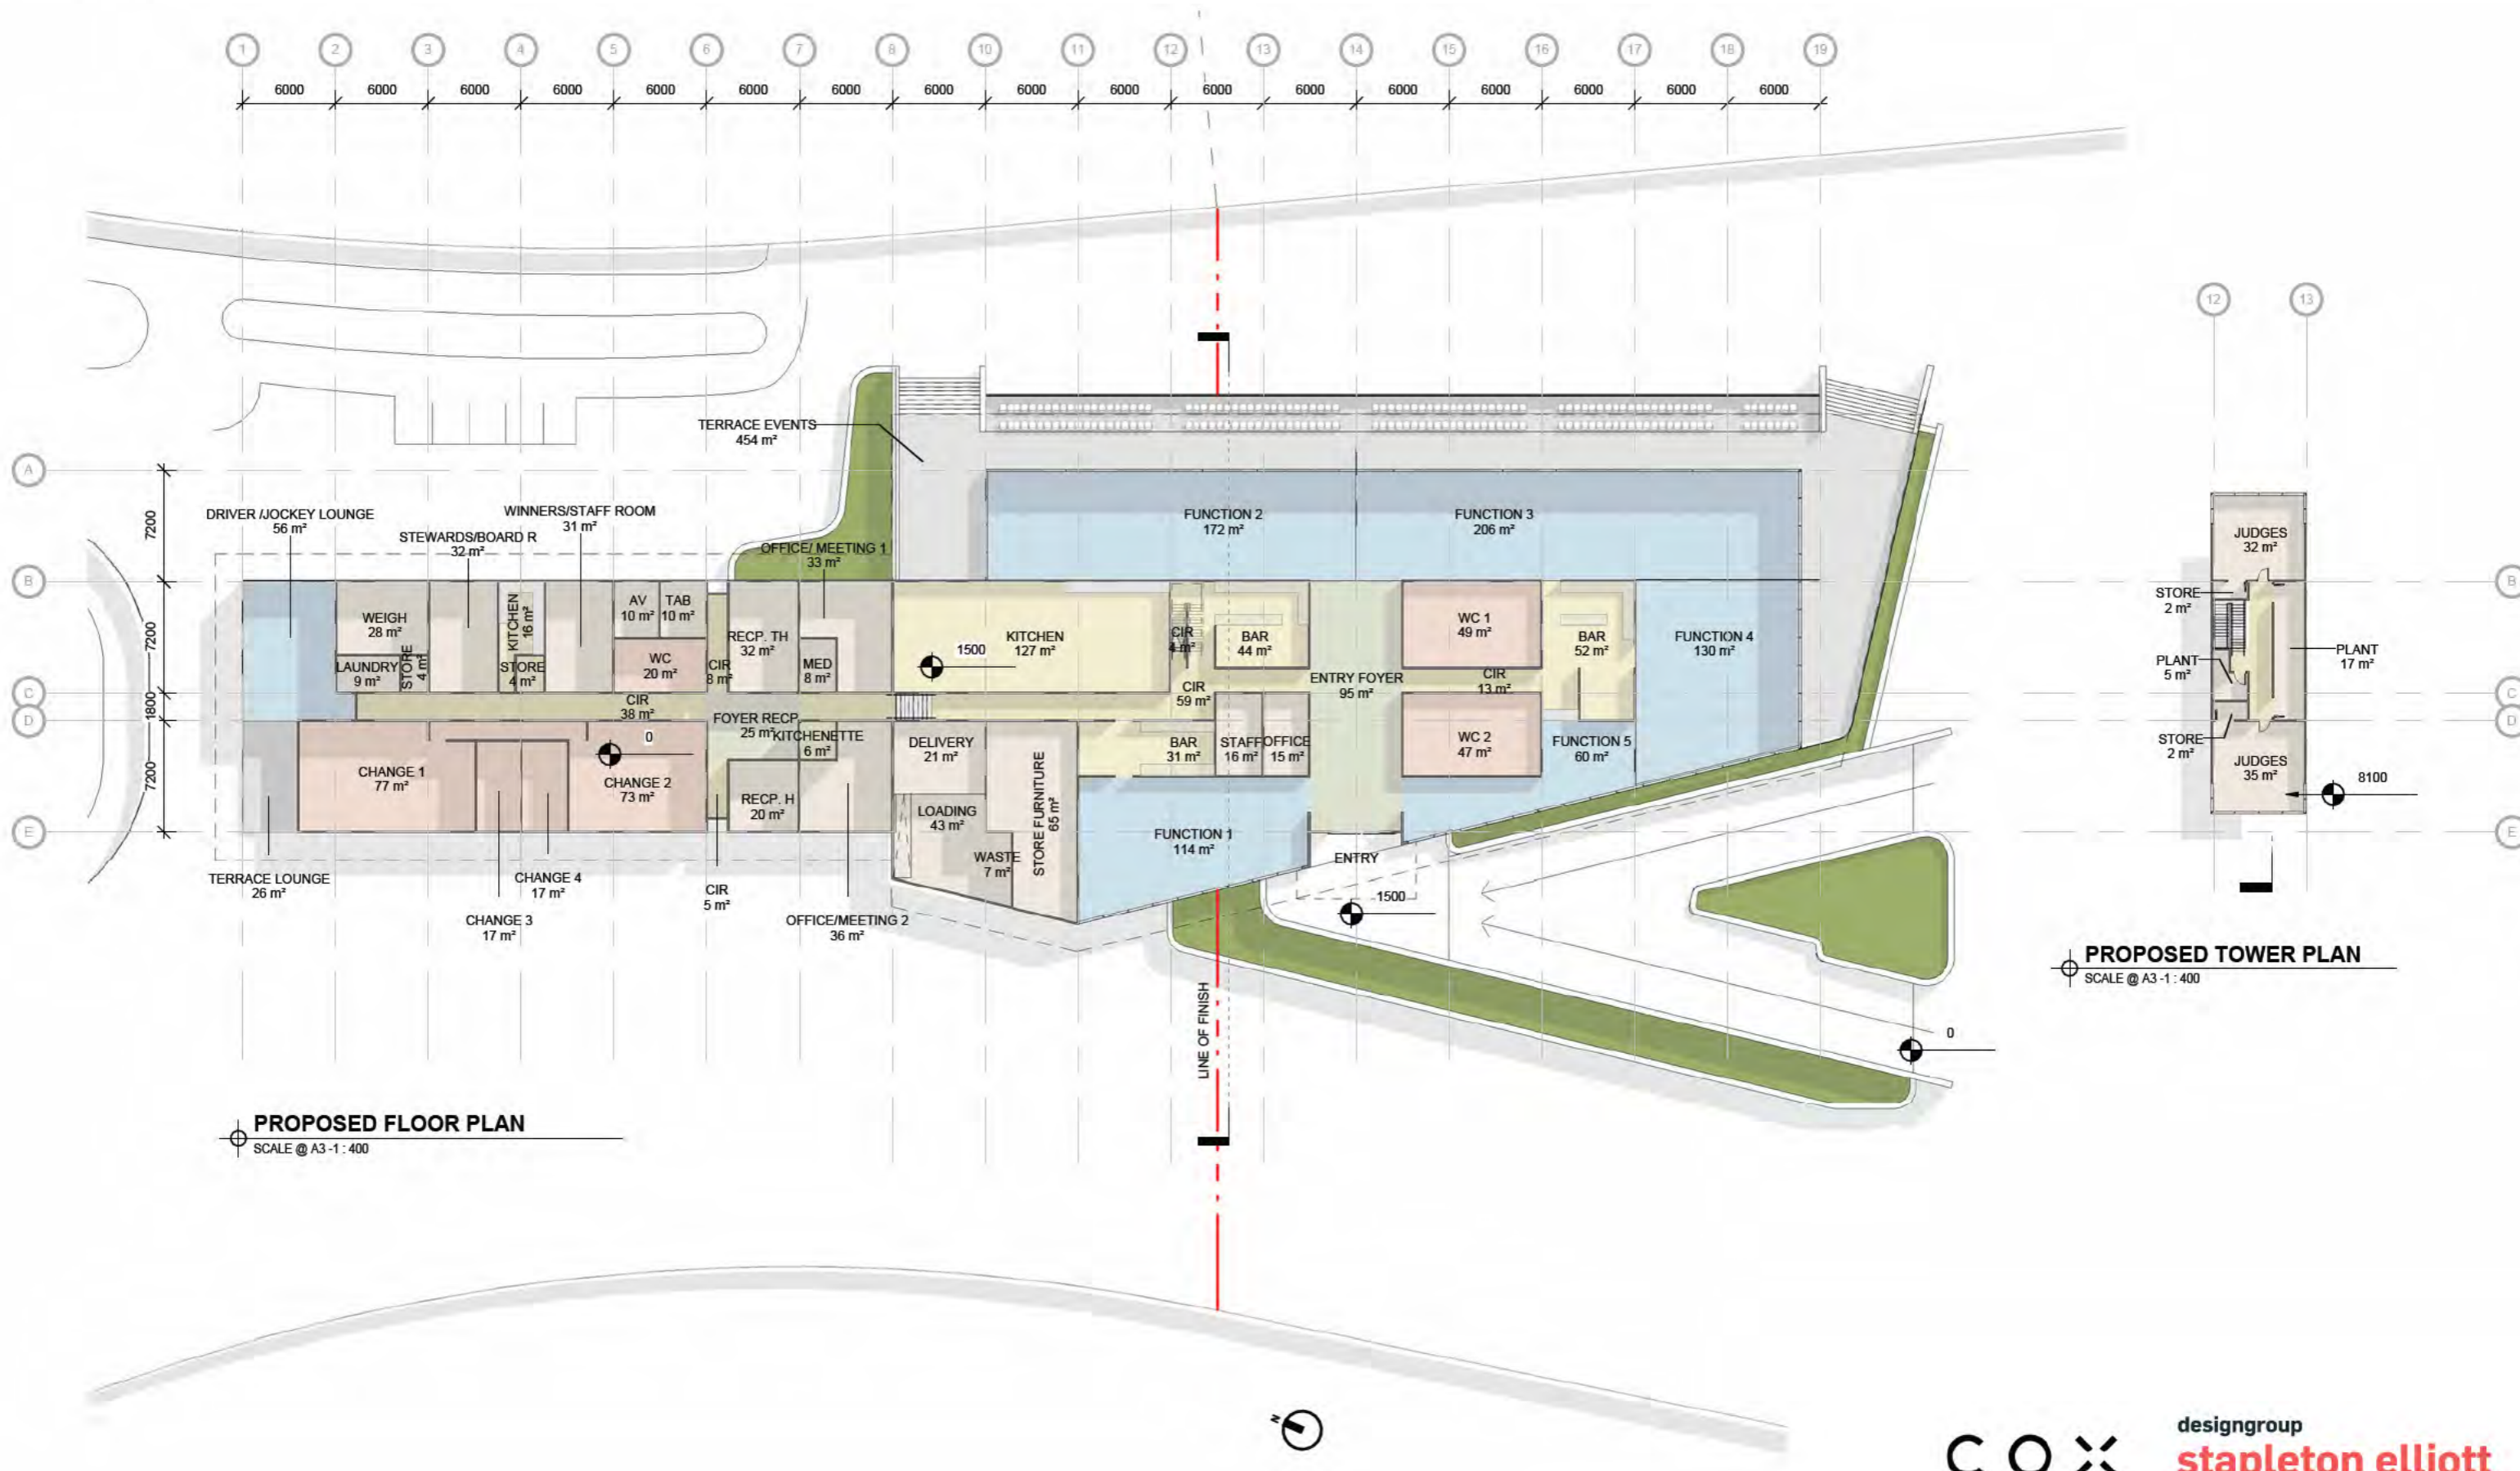 1 2 3 4 5 6 7 8 10 11 12 13 14 15 16 17 18 19
6000 6000 6000 6000 6000 6000 6000 6000 6000 6000 6000 6000 6000 6000 6000 6000 6000
12 13
TERRACE EVENTS
454 m²
A
7200
DRIVER /JOCKEY LOUNGE
56 m²
STEWARDS/BOARD R
32 m²
WINNERS/STAFF ROOM
31 m²
OFFICE/ MEETING 1
33 m²
FUNCTION 2
172 m²
FUNCTION 3
206 m²
B
7200
WEIGH
28 m²
LAUNDRY
9 m²
STORE
4 m²
KITCHEN
16 m²
STORE
4 m²
AV
10 m²
TAB
10 m²
WC
20 m²
CIR
8 m²
RECP. TH
32 m²
MED
8 m²
1500
KITCHEN
127 m²
CIR
4 m²
BAR
44 m²
WC 1
49 m²
BAR
52 m²
FUNCTION 4
130 m²
C
1800
D
CIR
38 m²
CIR
59 m²
ENTRY FOYER
95 m²
CIR
13 m²
FOYER RECP
25 m²
KITCHENETTE
6 m²
0
7200
CHANGE 1
77 m²
CHANGE 2
73 m²
RECP. H
20 m²
DELIVERY
21 m²
LOADING
43 m²
WASTE
7 m²
STORE FURNITURE
65 m²
BAR
31 m²
STAFF
16 m²
OFFICE
15 m²
WC 2
47 m²
FUNCTION 5
60 m²
FUNCTION 1
114 m²
E
ENTRY
1500
TERRACE LOUNGE
26 m²
CHANGE 3
17 m²
CHANGE 4
17 m²
CIR
5 m²
OFFICE/MEETING 2
36 m²
LINE OF FINISH
0
JUDGES
32 m²
B
STORE
2 m²
PLANT
17 m²
PLANT
5 m²
C
D
STORE
2 m²
JUDGES
35 m²
8100
E
PROPOSED TOWER PLAN
SCALE @ A3 -1 : 400
PROPOSED FLOOR PLAN
SCALE @ A3 -1 : 400
N
COX
designgroup
stapleton elliott